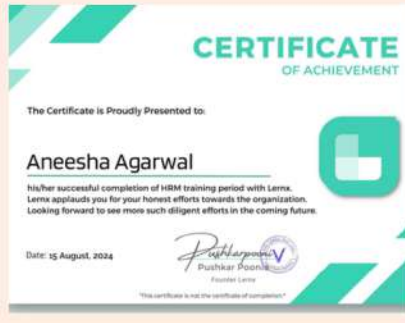 CERTIFICATE
OF ACHIEVEMENT
The Certificate is Proudly Presented to:
Aneesha Agarwal
his/her successful completion of HRM training period with Lernx.
Lernx applauds you for your honest efforts towards the organization.
Looking forward to see more such diligent efforts in the coming future.
Date: 15 August, 2024
Pushkarpoonia
Pushkar Poonia
Founder Lernx
"This certificate is not the certificate of completion."